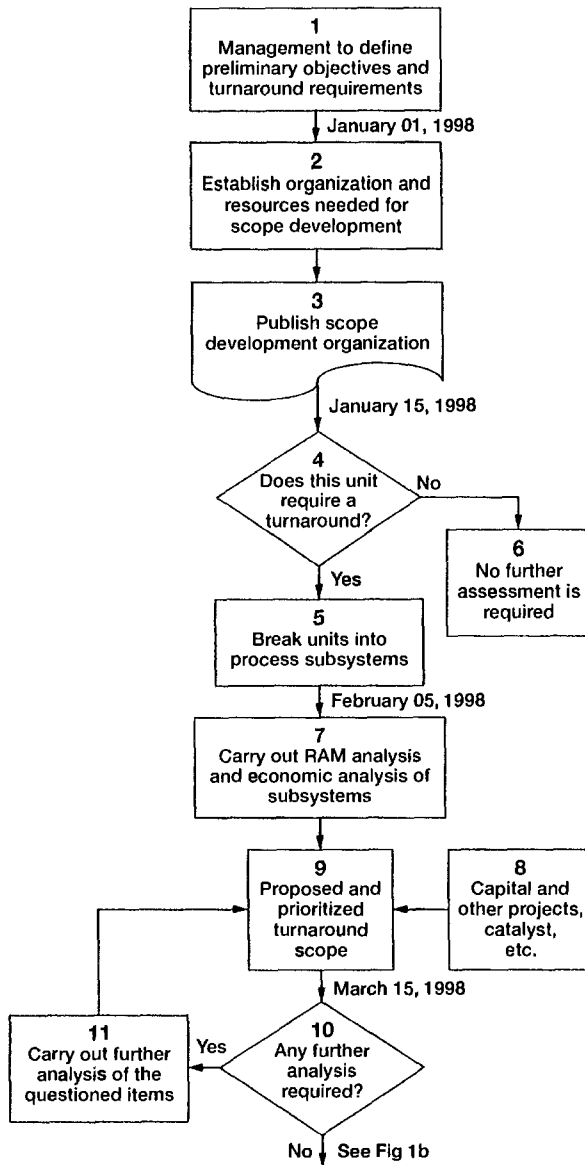 1
Management to define
preliminary objectives and
turnaround requirements
January 01, 1998
2
Establish organization and
resources needed for
scope development
3
Publish scope
development organization
January 15, 1998
4
Does this unit
require a
turnaround?
No
6
No further
assessment is
required
Yes
5
Break units into
process subsystems
February 05, 1998
7
Carry out RAM analysis
and economic analysis of
subsystems
9
Proposed and
prioritized
turnaround
scope
8
Capital and
other projects,
catalyst,
etc.
March 15, 1998
10
Any further
analysis
required?
Yes
11
Carry out further
analysis of the
questioned items
No
See Fig 1b